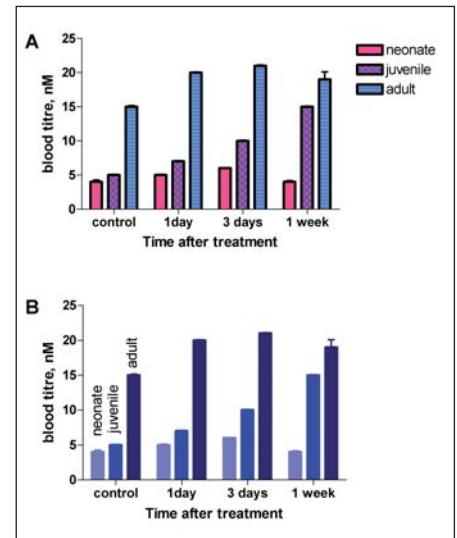 A
25
20
15
10
5
0
blood titre, nM
neonate
juvenile
adult
control 1day 3 days 1 week
Time after treatment
B
25
20
15
10
5
0
blood titre, nM
neonate
juvenile
adult
control 1day 3 days 1 week
Time after treatment